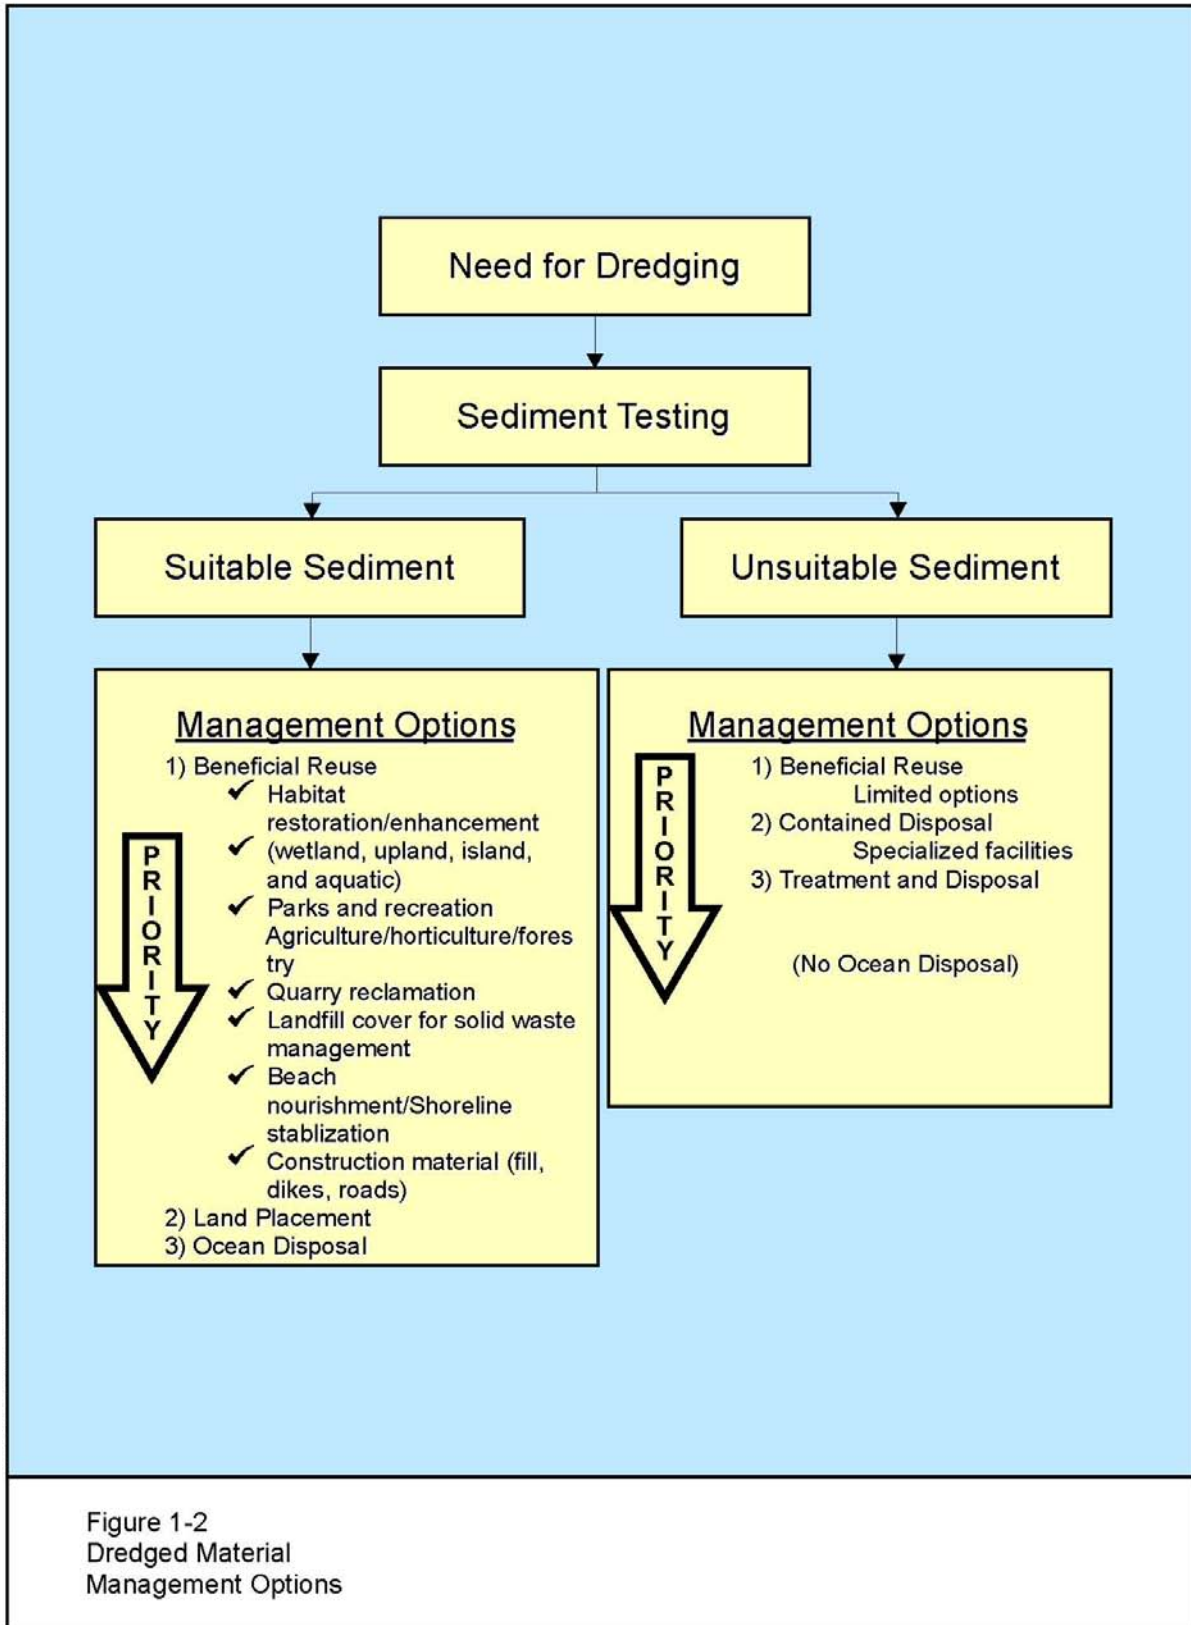 Need for Dredging
Sediment Testing
Suitable Sediment
Unsuitable Sediment
Management Options
1) Beneficial Reuse
✓ Habitat
restoration/enhancement
✓ (wetland, upland, island,
and aquatic)
✓ Parks and recreation
Agriculture/horticulture/fores
try
✓ Quarry reclamation
✓ Landfill cover for solid waste
management
✓ Beach
nourishment/Shoreline
stablization
✓ Construction material (fill,
dikes, roads)
2) Land Placement
3) Ocean Disposal
PRIORITY
Management Options
1) Beneficial Reuse
Limited options
2) Contained Disposal
Specialized facilities
3) Treatment and Disposal
(No Ocean Disposal)
PRIORITY
Figure 1-2
Dredged Material
Management Options